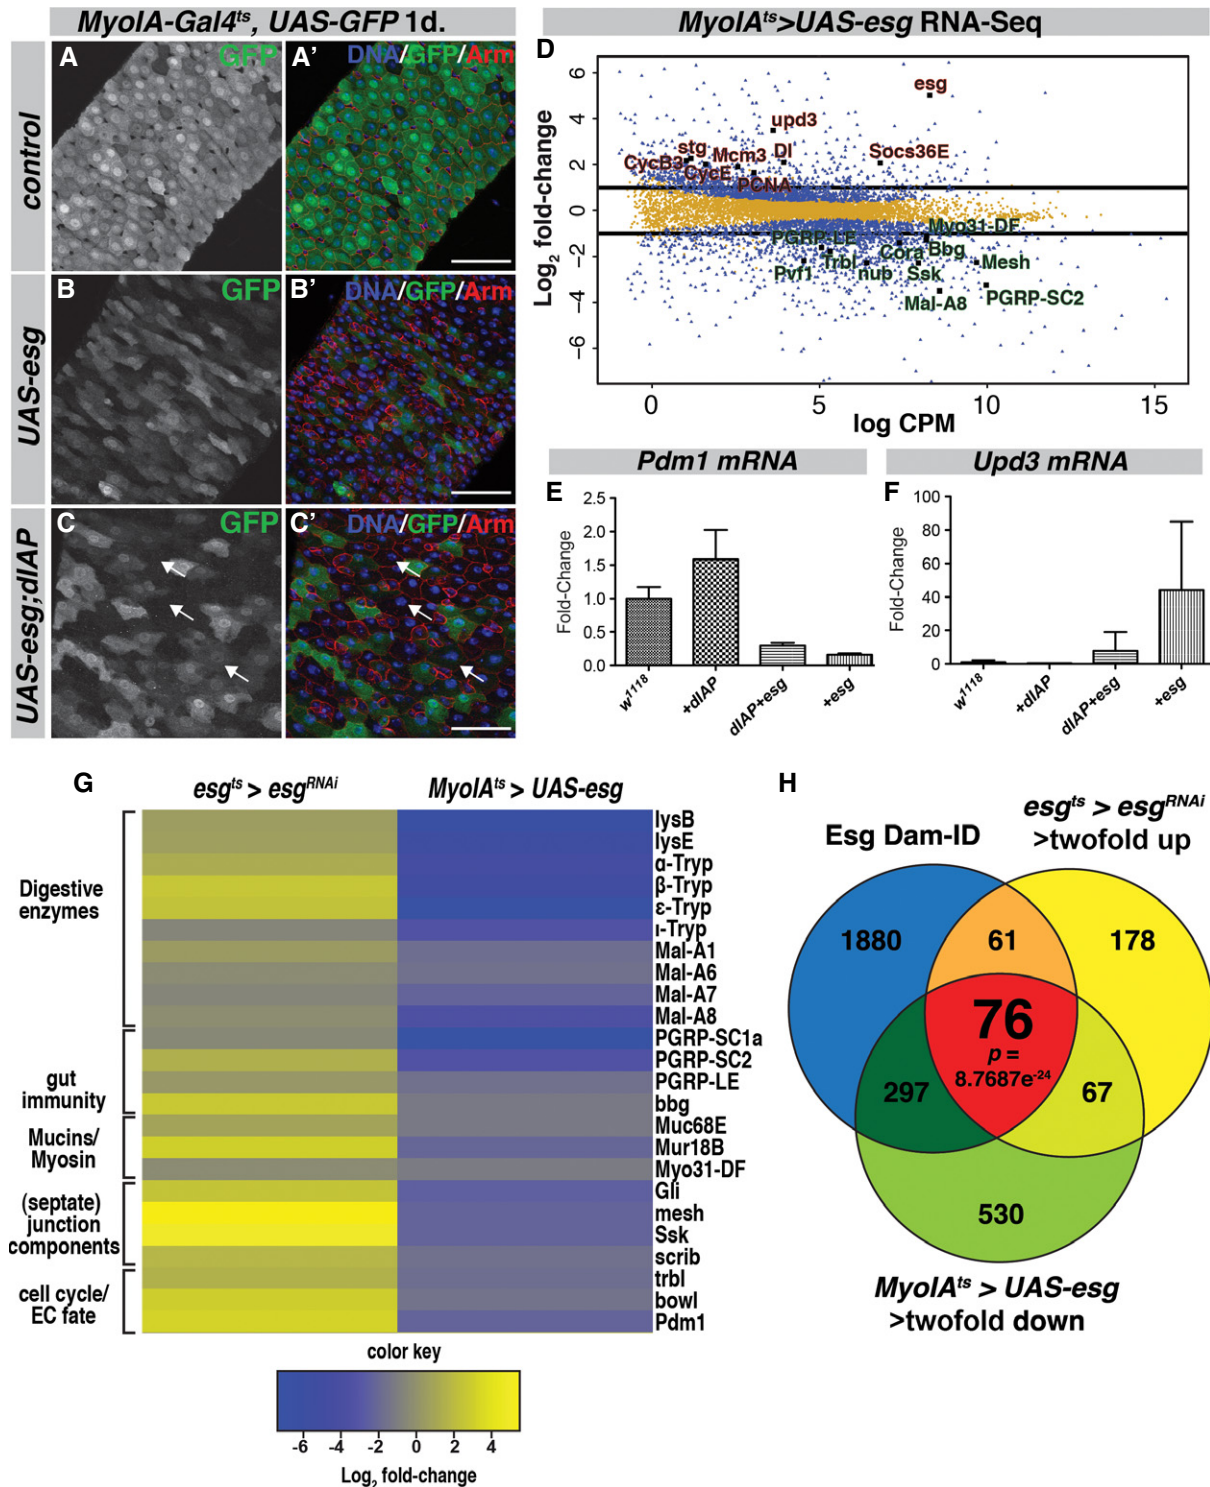 MyoIA-Gal4ts, UAS-GFP 1d.
control
A GFP
A' DNA/GFP/Arm
UAS-esg
B GFP
B' DNA/GFP/Arm
UAS-esg;dIAP
C GFP
C' DNA/GFP/Arm
MyoIAts>UAS-esg RNA-Seq
D
Log2 fold-change
6
4
2
0
−2
−4
−6
esg
upd3
stg
Mcm3
Dl
Socs36E
CycB3
CycE
PCNA
Myo31-DF
PGRP-LE
Cora
Bbg
Trbl
Mesh
Pvf1
nub
Ssk
Mal-A8
PGRP-SC2
0 5 10 15
log CPM
Pdm1 mRNA
E
Fold-Change
2.5
2.0
1.5
1.0
0.5
0.0
w1118
+dIAP
dIAP+esg
+esg
Upd3 mRNA
F
Fold-Change
100
80
60
40
20
0
w1118
+dIAP
dIAP+esg
+esg
G
esgts > esgRNAi
MyoIAts > UAS-esg
Digestive
enzymes
gut
immunity
Mucins/
Myosin
(septate)
junction
components
cell cycle/
EC fate
lysB
lysE
α-Tryp
β-Tryp
ε-Tryp
ι-Tryp
Mal-A1
Mal-A6
Mal-A7
Mal-A8
PGRP-SC1a
PGRP-SC2
PGRP-LE
bbg
Muc68E
Mur18B
Myo31-DF
Gli
mesh
Ssk
scrib
trbl
bowl
Pdm1
color key
-6 -4 -2 0 2 4
Log2 fold-change
H
Esg Dam-ID
esgts > esgRNAi
>twofold up
1880
61
178
76
p =
8.7687e-24
297
67
530
MyoIAts > UAS-esg
>twofold down